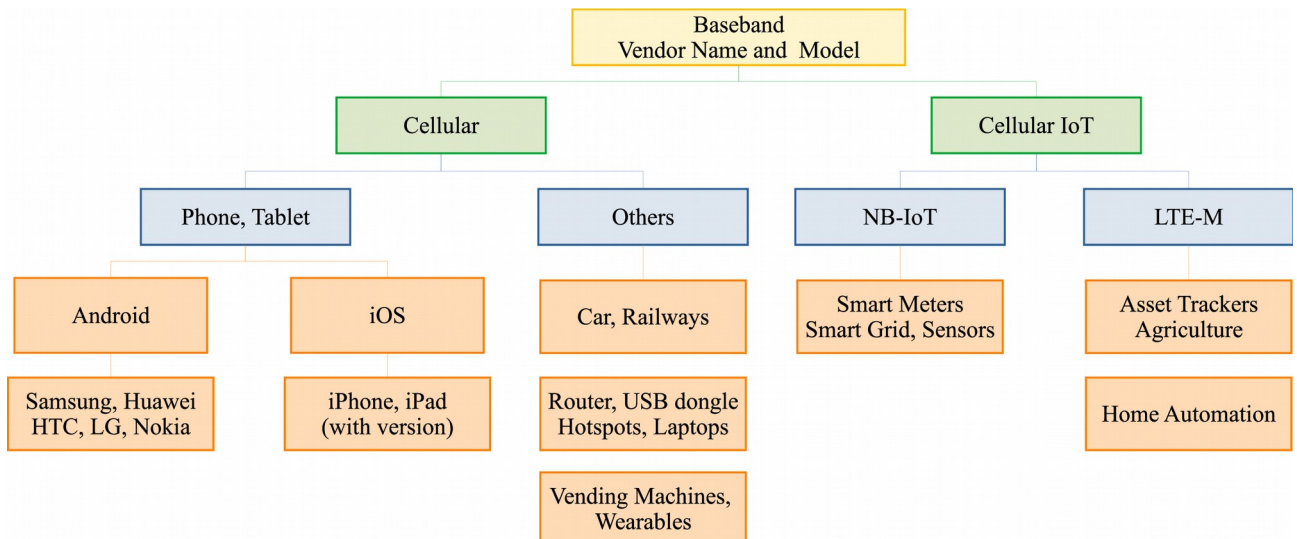 Baseband
Vendor Name and Model
Cellular
Cellular IoT
Phone, Tablet
Others
NB-IoT
LTE-M
Android
iOS
Car, Railways
Smart Meters
Smart Grid, Sensors
Asset Trackers
Agriculture
Samsung, Huawei
HTC, LG, Nokia
iPhone, iPad
(with version)
Router, USB dongle
Hotspots, Laptops
Home Automation
Vending Machines,
Wearables